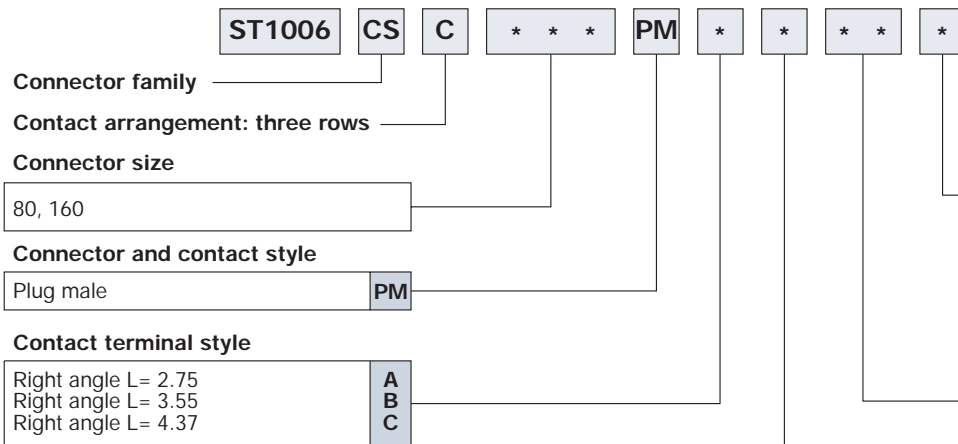 ST1006 CS C * * * PM * * * * *
Connector family
Contact arrangement: three rows
Connector size
80, 160
Connector and contact style
Plug male PM
Contact terminal style
Right angle L= 2.75 A
Right angle L= 3.55 B
Right angle L= 4.37 C